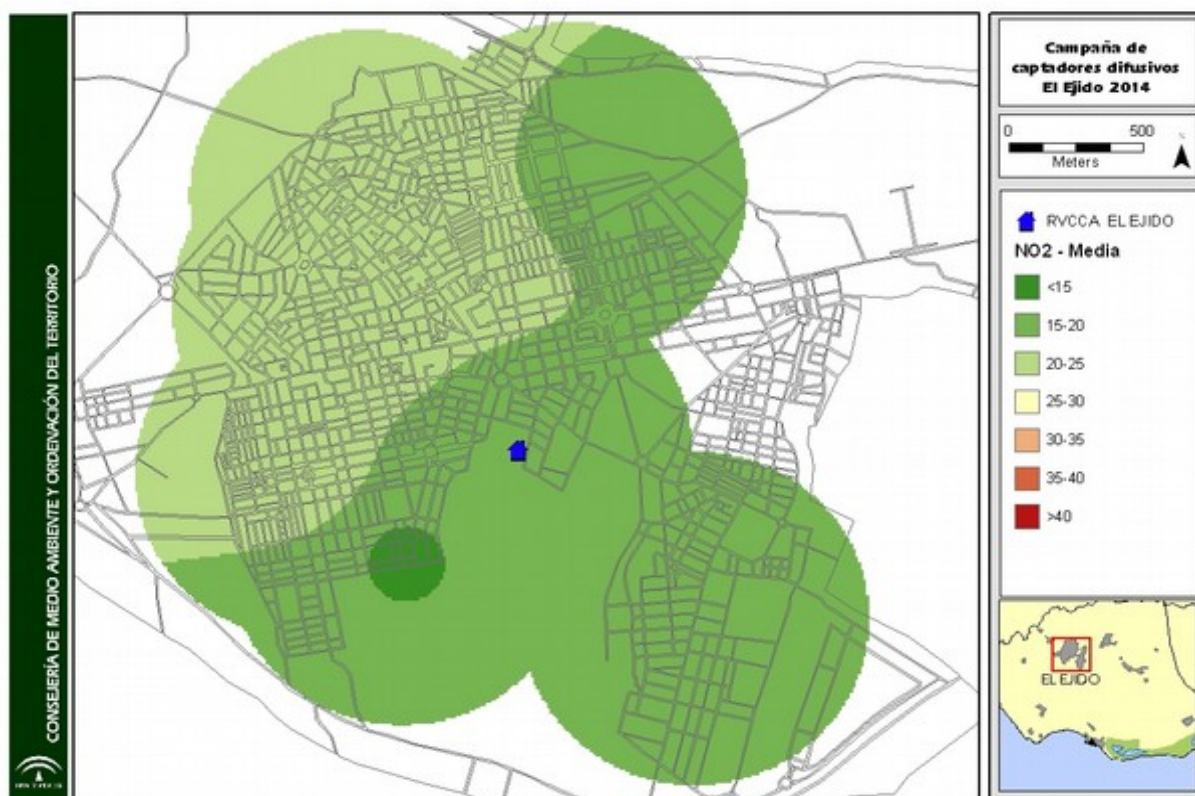 CONSEJERÍA DE MEDIO AMBIENTE Y ORDENACIÓN DEL TERRITORIO
Campaña de
captadores difusivos
El Ejido 2014
0 500
Meters
RVCCA EL EJIDO
NO2 - Media
<15
15-20
20-25
25-30
30-35
35-40
>40
EL EJIDO